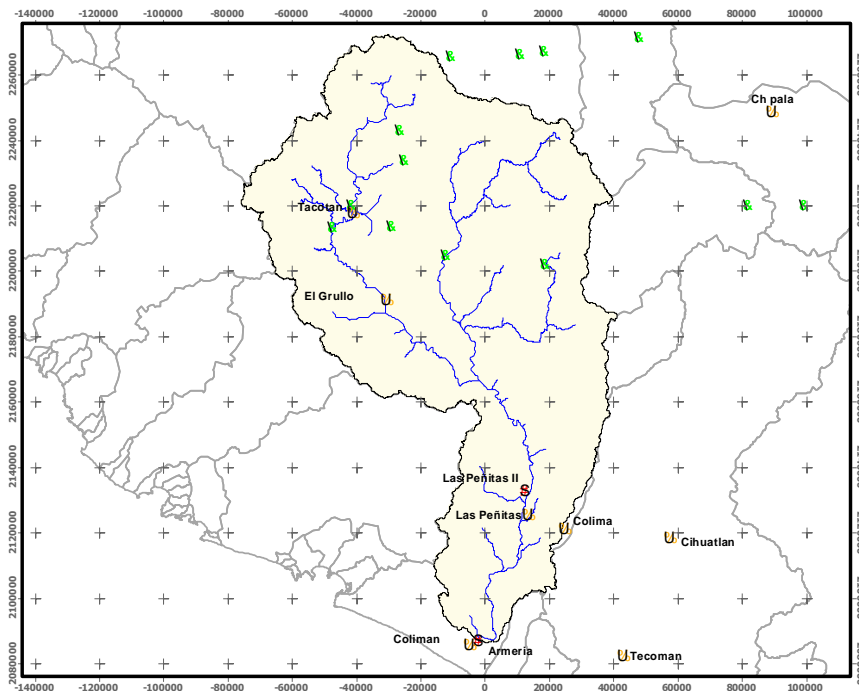 -140000 -120000 -100000 -80000 -60000 -40000 -20000 0 20000 40000 60000 80000 100000
2260000
2240000
2220000
2200000
2180000
2160000
2140000
2120000
2100000
2080000
Ch pala
Tacotan
El Grullo
Las Peñitas II
Las Peñitas
Colima
Cihuatlan
Coliman
Armeria
Tecoman
-140000 -120000 -100000 -80000 -60000 -40000 -20000 0 20000 40000 60000 80000 100000